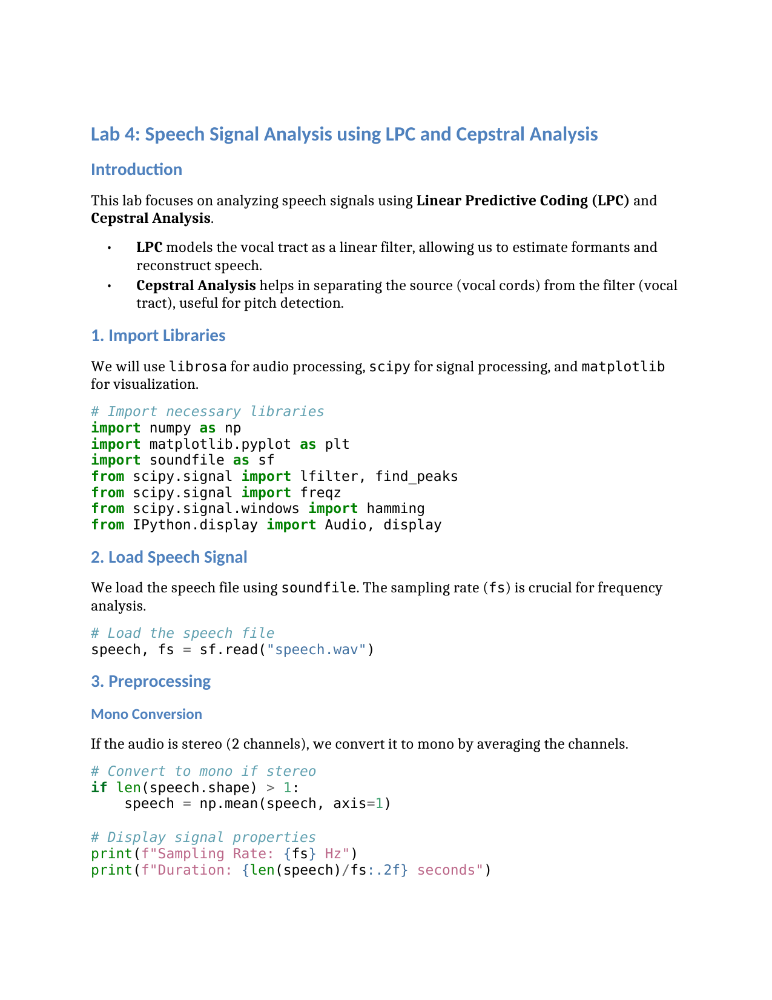 Lab 4: Speech Signal Analysis using LPC and Cepstral Analysis
Introduction
This lab focuses on analyzing speech signals using Linear Predictive Coding (LPC) and
Cepstral Analysis.
• LPC models the vocal tract as a linear filter, allowing us to estimate formants and
reconstruct speech.
• Cepstral Analysis helps in separating the source (vocal cords) from the filter (vocal
tract), useful for pitch detection.
1. Import Libraries
We will use librosa for audio processing, scipy for signal processing, and matplotlib
for visualization.
# Import necessary libraries
import numpy as np
import matplotlib.pyplot as plt
import soundfile as sf
from scipy.signal import lfilter, find_peaks
from scipy.signal import freqz
from scipy.signal.windows import hamming
from IPython.display import Audio, display
2. Load Speech Signal
We load the speech file using soundfile. The sampling rate (fs) is crucial for frequency
analysis.
# Load the speech file
speech, fs = sf.read("speech.wav")
3. Preprocessing
Mono Conversion
If the audio is stereo (2 channels), we convert it to mono by averaging the channels.
# Convert to mono if stereo
if len(speech.shape) > 1:
    speech = np.mean(speech, axis=1)
# Display signal properties
print(f"Sampling Rate: {fs} Hz")
print(f"Duration: {len(speech)/fs:.2f} seconds")